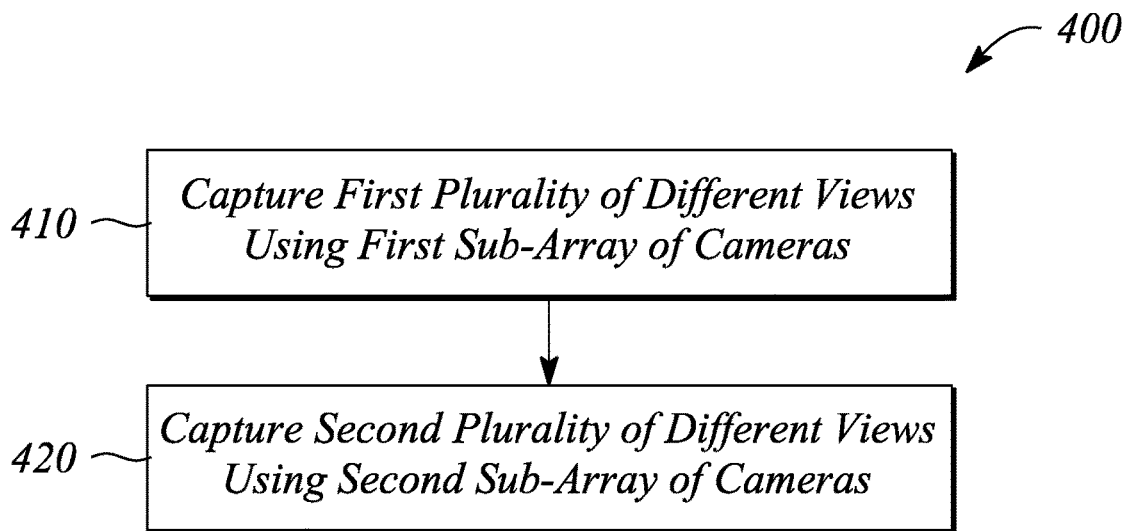 400
410
Capture First Plurality of Different Views
Using First Sub-Array of Cameras
420
Capture Second Plurality of Different Views
Using Second Sub-Array of Cameras